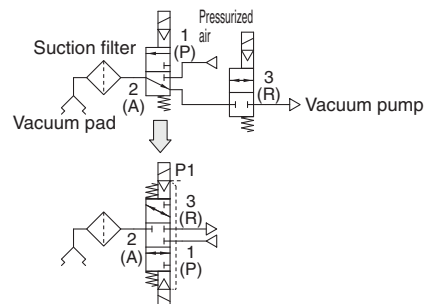 Pressurized
air
1
(P)
Suction filter
3
(R)
2
(A)
Vacuum pump
Vacuum pad
P1
3
(R)
2
(A)
1
(P)